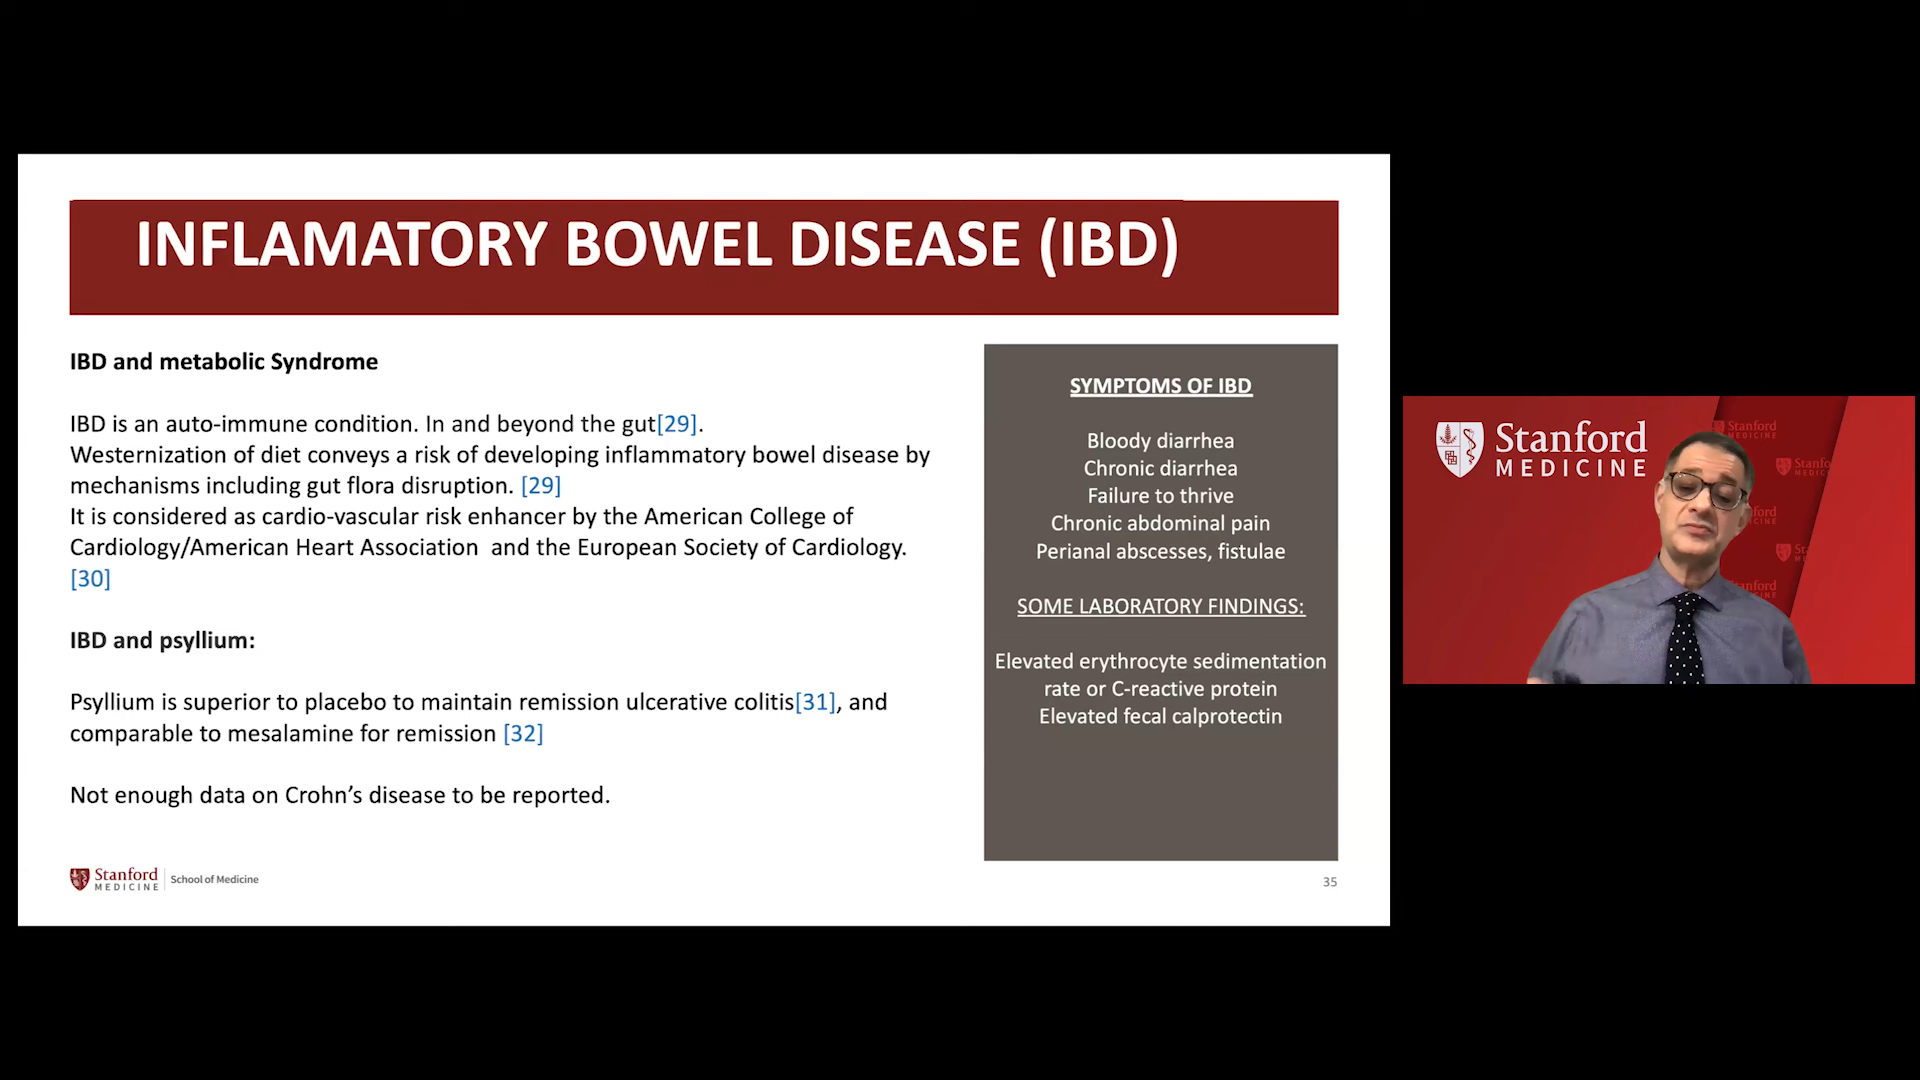 INFLAMATORY BOWEL DISEASE (IBD)
IBD and metabolic Syndrome
IBD is an auto-immune condition. In and beyond the gut[29].
Westernization of diet conveys a risk of developing inflammatory bowel disease by
mechanisms including gut flora disruption. [29]
It is considered as cardio-vascular risk enhancer by the American College of
Cardiology/American Heart Association  and the European Society of Cardiology.
[30]
IBD and psyllium:
Psyllium is superior to placebo to maintain remission ulcerative colitis[31], and
comparable to mesalamine for remission [32]
Not enough data on Crohn’s disease to be reported.
SYMPTOMS OF IBD
Bloody diarrhea
Chronic diarrhea
Failure to thrive
Chronic abdominal pain
Perianal abscesses, fistulae
SOME LABORATORY FINDINGS:
Elevated erythrocyte sedimentation
rate or C-reactive protein
Elevated fecal calprotectin
Stanford
MEDICINE
School of Medicine
35
Stanford
MEDICINE
Stanford
MEDICINE